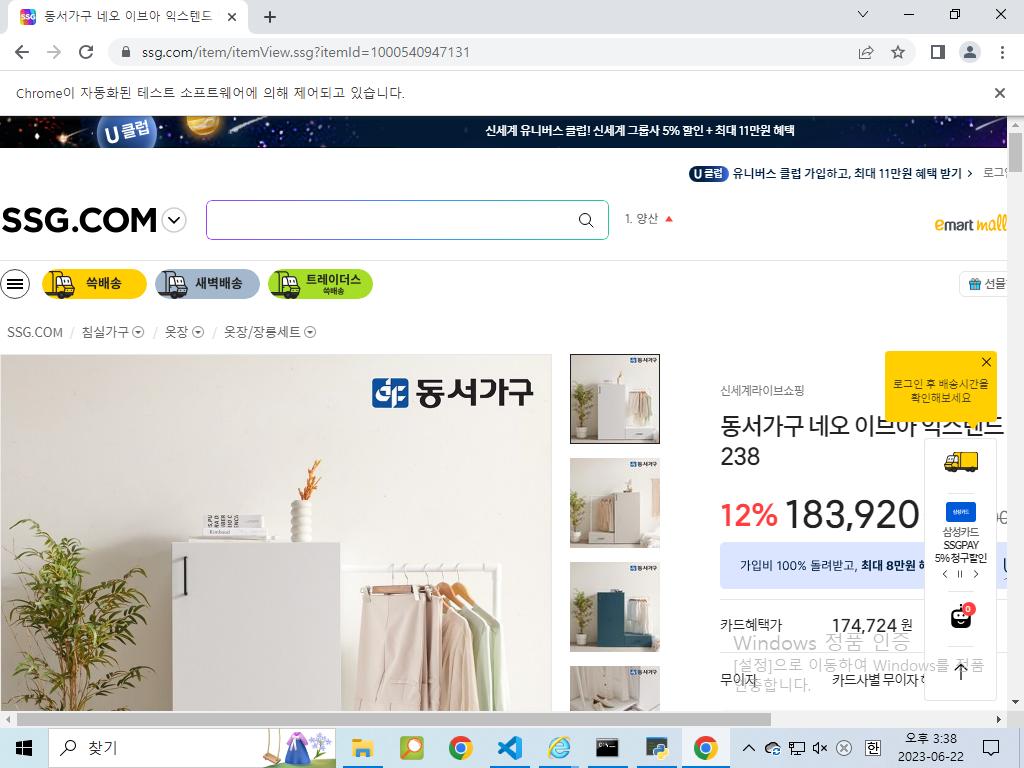 동서가구 네오 이브아 익스텐드
ssg.com/item/itemView.ssg?itemId=1000540947131
Chrome이 자동화된 테스트 소프트웨어에 의해 제어되고 있습니다.
U 클럽
신세계 유니버스 클럽! 신세계 그룹사 5% 할인 + 최대 11만원 혜택
U 클럽 유니버스 클럽 가입하고, 최대 11만원 혜택 받기 >
SSG.COM
1. 양산
emart mall
쓱배송
새벽배송
트레이더스
쓱배송
선물
SSG.COM / 침실가구 / 옷장 / 옷장/장롱세트
동서가구
로그인 후 배송시간을
확인해보세요
신세계라이브쇼핑
동서가구 네오 이브아 익스텐드
238
12% 183,920
삼성카드
삼성카드
SSGPAY
5% 청구할인
가입비 100% 돌려받고, 최대 8만원
0
카드혜택가 174,724 원
Windows 정품 인증
[설정]으로 이동하여 Windows를 정품
인증합니다.
무이자 카드사별 무이자
찾기
한
오후 3:38
2023-06-22